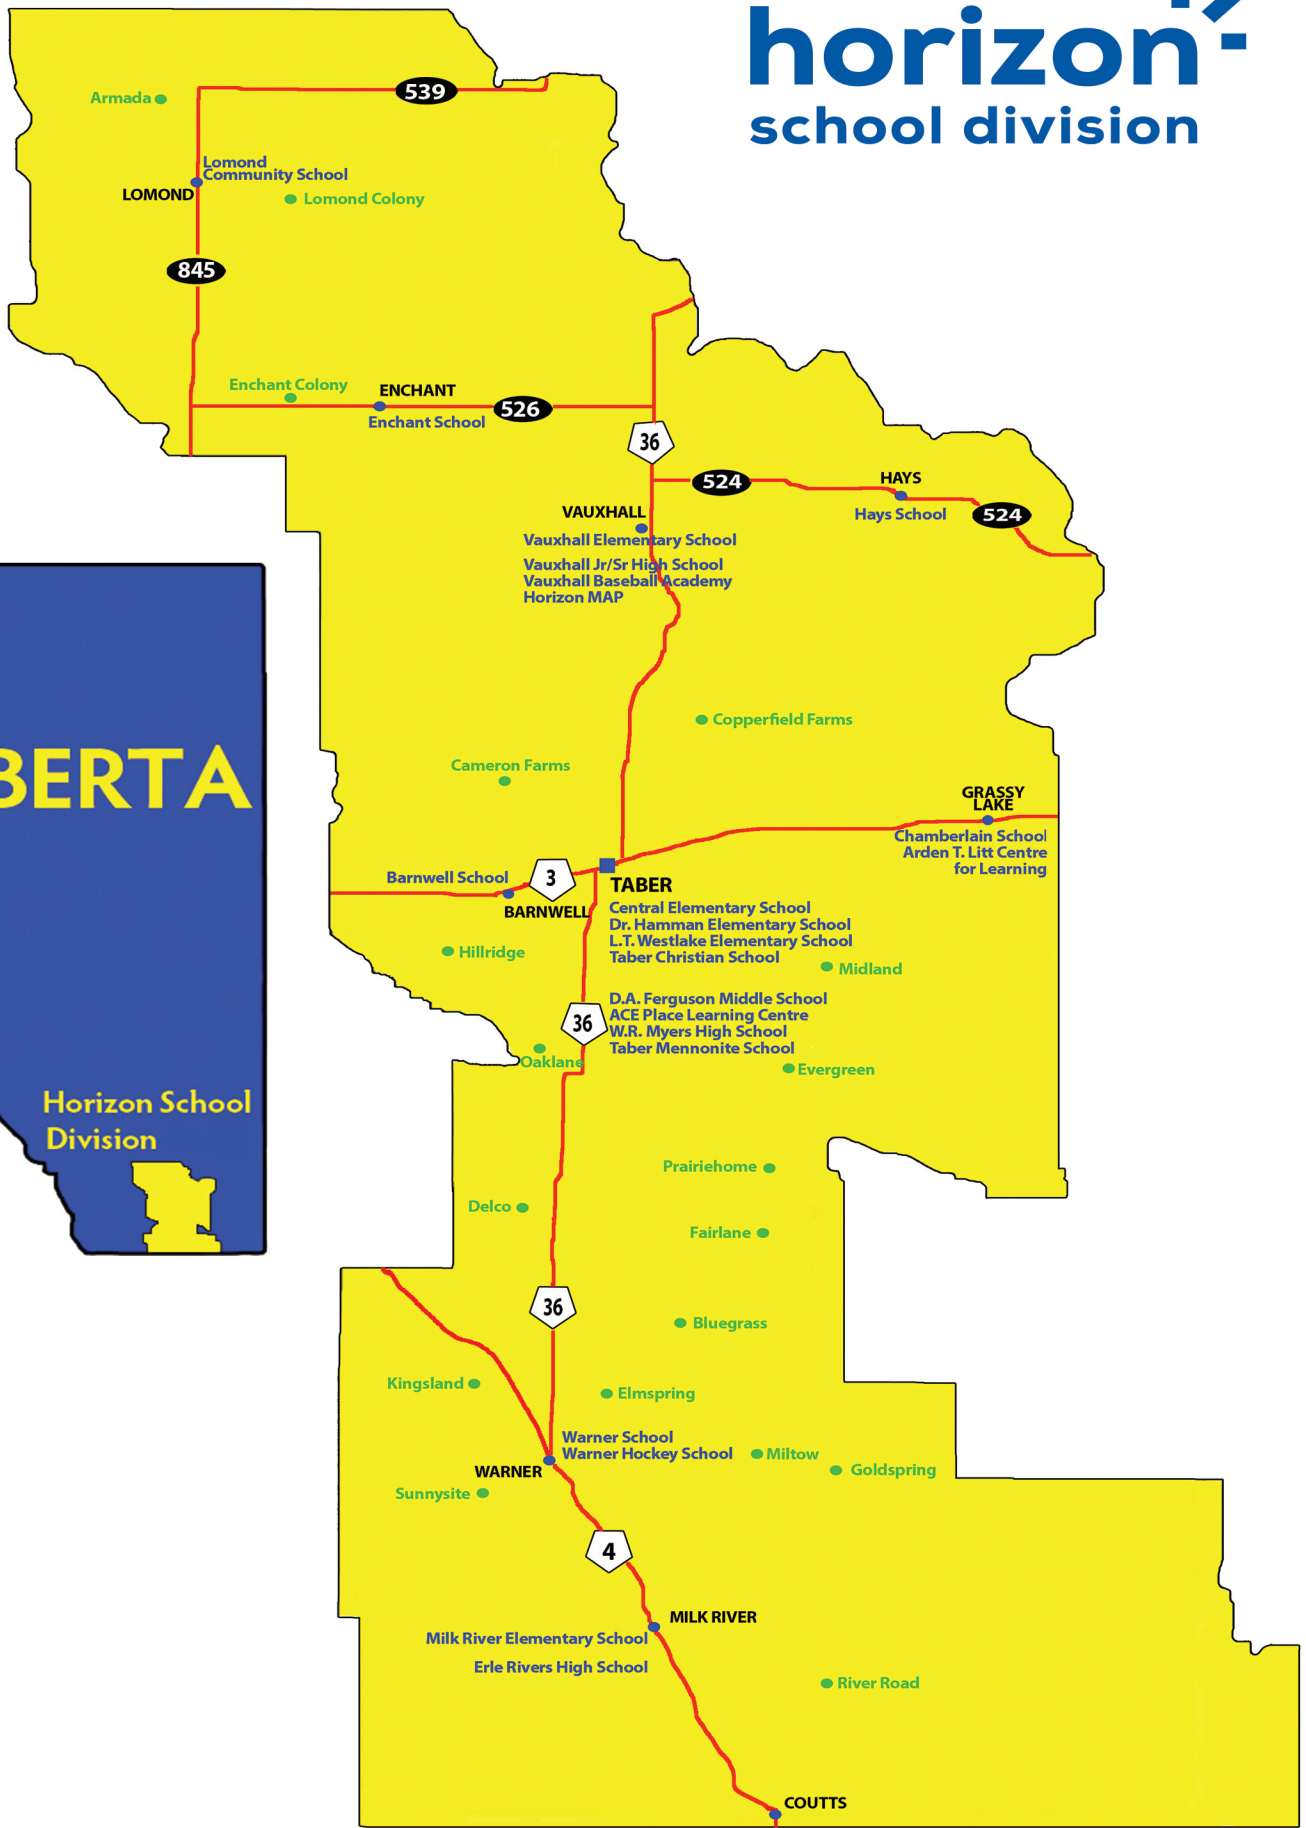 horizon
school division
539
Armada
Lomond
Community School
LOMOND
Lomond Colony
845
Enchant Colony
ENCHANT
526
Enchant School
36
524
HAYS
Hays School
524
VAUXHALL
Vauxhall Elementary School
Vauxhall Jr/Sr High School
Vauxhall Baseball Academy
Horizon MAP
BERTA
Horizon School
Division
Copperfield Farms
Cameron Farms
GRASSY
LAKE
Chamberlain School
Arden T. Litt Centre
for Learning
Barnwell School
3
BARNWELL
TABER
Central Elementary School
Dr. Hamman Elementary School
L.T. Westlake Elementary School
Taber Christian School
Hillridge
Midland
D.A. Ferguson Middle School
ACE Place Learning Centre
W.R. Myers High School
Taber Mennonite School
36
Oaklane
Evergreen
Prairiehome
Delco
Fairlane
36
Bluegrass
Kingsland
Elmspring
Warner School
Warner Hockey School
WARNER
Miltow
Goldspring
Sunnysite
4
MILK RIVER
Milk River Elementary School
Erle Rivers High School
River Road
COUTTS